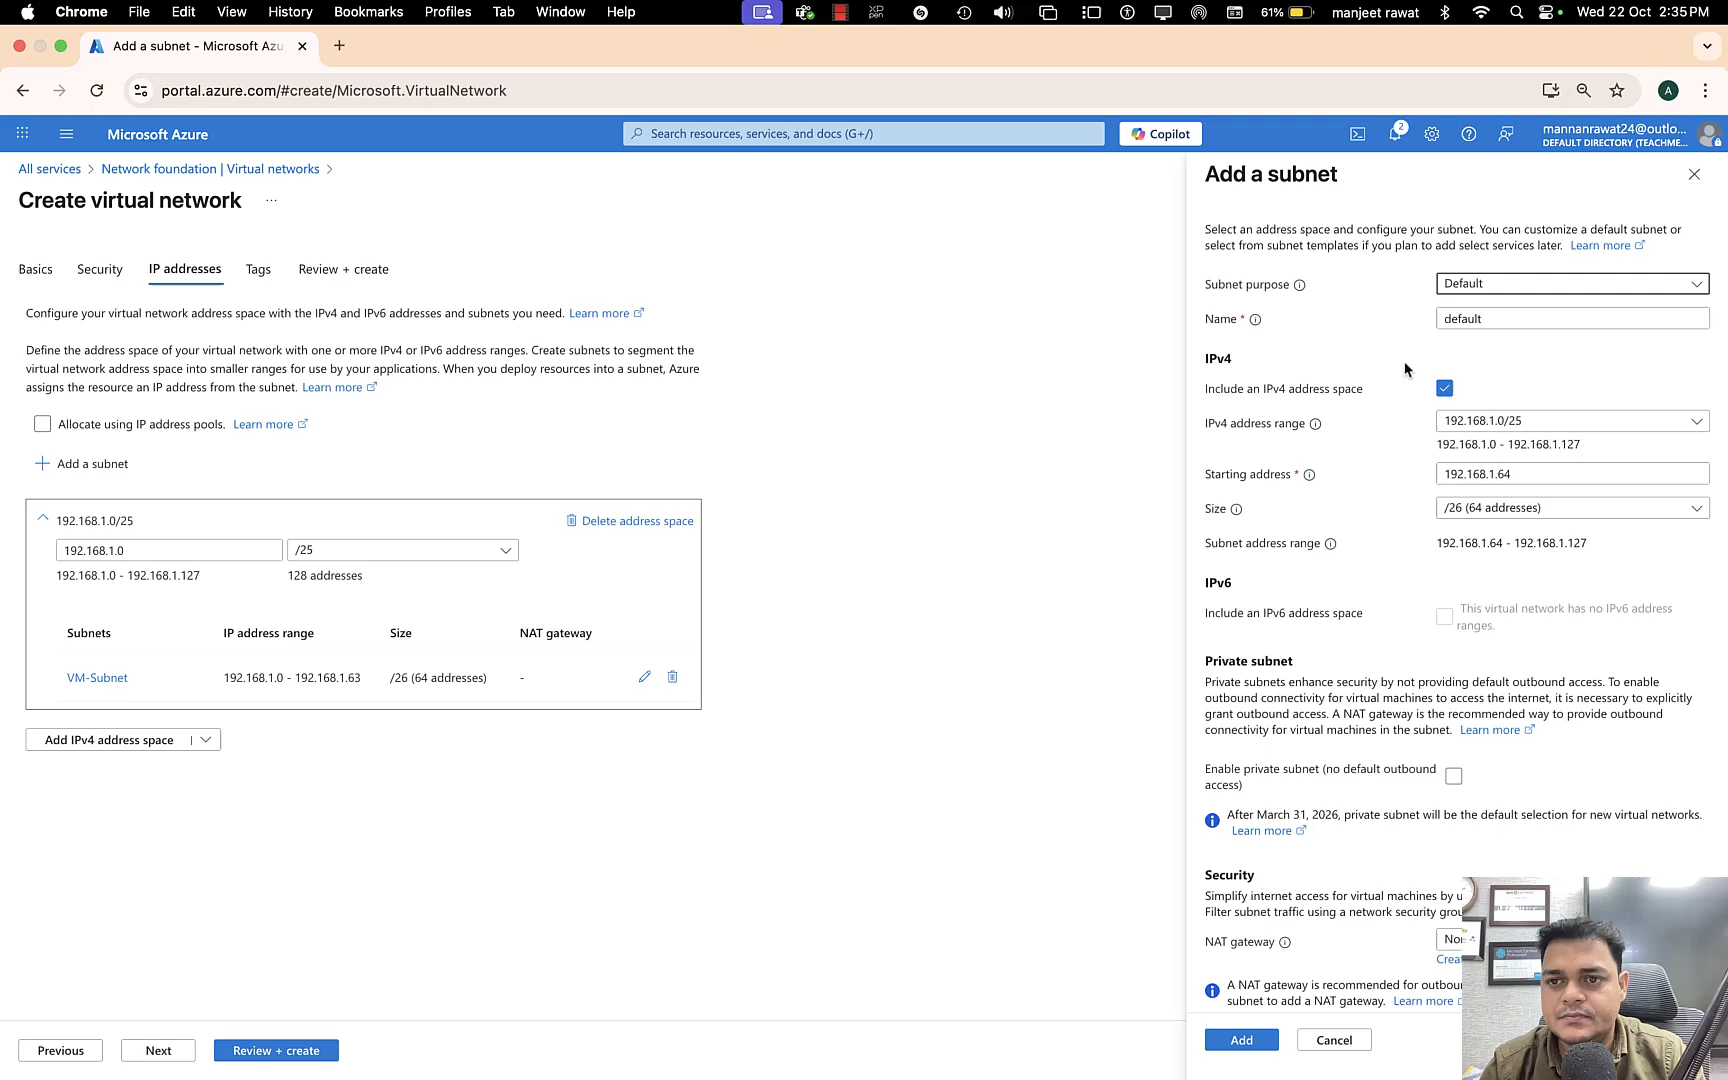 Chrome File Edit View History Bookmarks Profiles Tab Window Help 61% manjeet rawat Wed 22 Oct 2:35 PM
Add a subnet - Microsoft Azu
portal.azure.com/#create/Microsoft.VirtualNetwork
A
Microsoft Azure
Search resources, services, and docs (G+/)
Copilot
2
mannanrawat24@outlo...
DEFAULT DIRECTORY (TEACHME...
All services > Network foundation | Virtual networks >
Create virtual network ...
Basics Security IP addresses Tags Review + create
Configure your virtual network address space with the IPv4 and IPv6 addresses and subnets you need. Learn more
Define the address space of your virtual network with one or more IPv4 or IPv6 address ranges. Create subnets to segment the
virtual network address space into smaller ranges for use by your applications. When you deploy resources into a subnet, Azure
assigns the resource an IP address from the subnet. Learn more
Allocate using IP address pools. Learn more
Add a subnet
192.168.1.0/25
Delete address space
192.168.1.0
/25
192.168.1.0 - 192.168.1.127
128 addresses
Subnets IP address range Size NAT gateway
VM-Subnet 192.168.1.0 - 192.168.1.63 /26 (64 addresses) -
Add IPv4 address space
Previous
Next
Review + create
Add a subnet
Select an address space and configure your subnet. You can customize a default subnet or
select from subnet templates if you plan to add select services later. Learn more
Subnet purpose
Default
Name *
default
IPv4
Include an IPv4 address space
IPv4 address range
192.168.1.0/25
192.168.1.0 - 192.168.1.127
Starting address *
192.168.1.64
Size
/26 (64 addresses)
Subnet address range
192.168.1.64 - 192.168.1.127
IPv6
Include an IPv6 address space
This virtual network has no IPv6 address
ranges.
Private subnet
Private subnets enhance security by not providing default outbound access. To enable
outbound connectivity for virtual machines to access the internet, it is necessary to explicitly
grant outbound access. A NAT gateway is the recommended way to provide outbound
connectivity for virtual machines in the subnet. Learn more
Enable private subnet (no default outbound
access)
After March 31, 2026, private subnet will be the default selection for new virtual networks.
Learn more
Security
Simplify internet access for virtual machines by u
Filter subnet traffic using a network security grou
NAT gateway
Crea
A NAT gateway is recommended for outbou
subnet to add a NAT gateway. Learn more
Add
Cancel